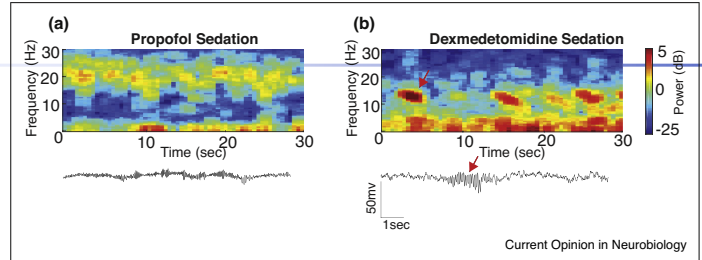 (a)
Propofol Sedation
Frequency (Hz)
30
20
10
0
0
10
20
30
Time (sec)
(b)
Dexmedetomidine Sedation
Frequency (Hz)
30
20
10
0
0
10
20
30
Time (sec)
5
0
-25
Power (dB)
50mv
1sec
Current Opinion in Neurobiology